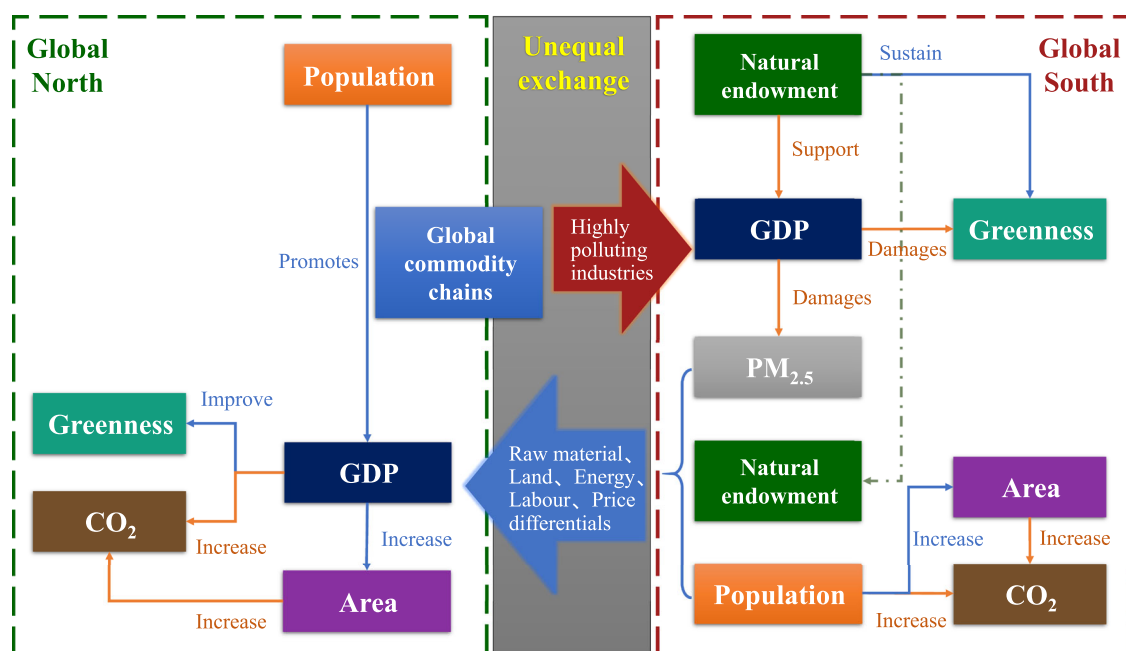 Global
North
Population
Promotes
Global
commodity
chains
Improve
Greenness
GDP
CO₂
Increase
Increase
Area
Increase
Unequal
exchange
Highly
polluting
industries
Raw material、
Land、Energy、
Labour、Price
differentials
Global
South
Natural
endowment
Sustain
Support
GDP
Damages
Greenness
Damages
PM₂.₅
Natural
endowment
Area
Increase
Increase
Population
Increase
CO₂